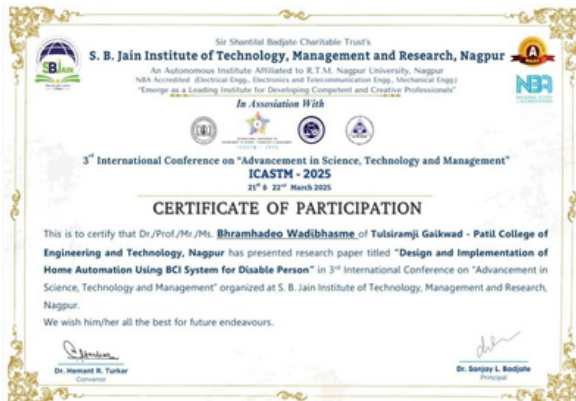 Sir Shantilal Badjate Charitable Trust's
S. B. Jain Institute of Technology, Management and Research, Nagpur
An Autonomous Institute Affiliated to R.T.M. Nagpur University, Nagpur
NBA Accredited (Electrical Engg., Electronics and Telecommunication Engg., Mechanical Engg.)
"Emerge as a Leading Institute for Developing Competent and Creative Professionals"
SBJAIN
A
NAAC
NBA
In Assosiation With
ICASTM - 2025
3rd International Conference on "Advancement in Science, Technology and Management"
ICASTM - 2025
21st & 22nd March 2025
CERTIFICATE OF PARTICIPATION
This is to certify that Dr./Prof./Mr./Ms. Bhramhadeo Wadibhasme of Tulsiramji Gaikwad - Patil College of
Engineering and Technology, Nagpur has presented research paper titled "Design and Implementation of
Home Automation Using BCI System for Disable Person" in 3rd International Conference on "Advancement in
Science, Technology and Management" organized at S. B. Jain Institute of Technology, Management and Research,
Nagpur.
We wish him/her all the best for future endeavours.
Dr. Hemant R. Turkar
Convenor
Dr. Sanjay L. Badjate
Principal